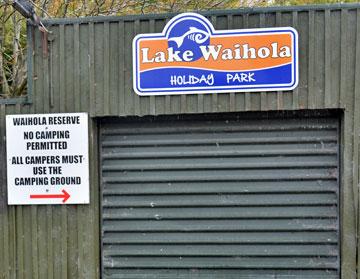 Lake Waihola
HOLIDAY PARK
WAIHOLA RESERVE
NO CAMPING
PERMITTED
ALL CAMPERS MUST
USE THE
CAMPING GROUND